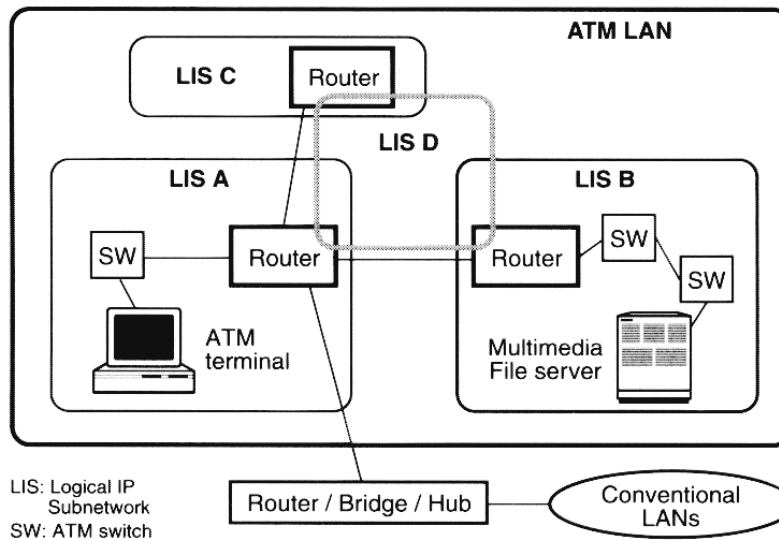 ATM LAN
LIS C
Router
LIS D
LIS A
LIS B
SW
Router
Router
SW
SW
ATM
terminal
Multimedia
File server
LIS: Logical IP
Subnetwork
SW: ATM switch
Router / Bridge / Hub
Conventional
LANs